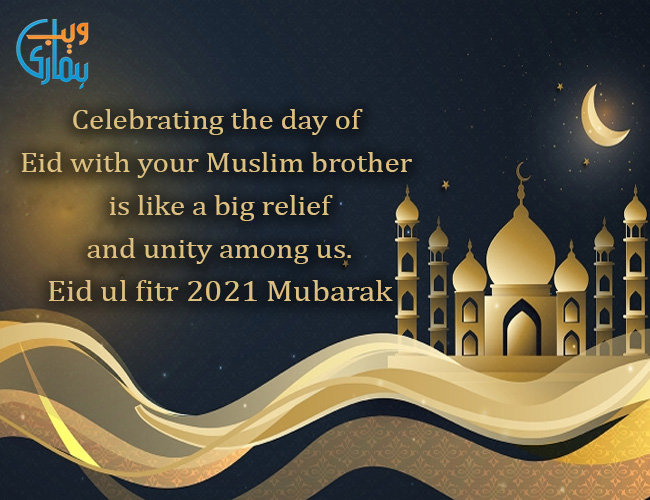 ہماری
ویب
Celebrating the day of
Eid with your Muslim brother
is like a big relief
and unity among us.
Eid ul fitr 2021 Mubarak